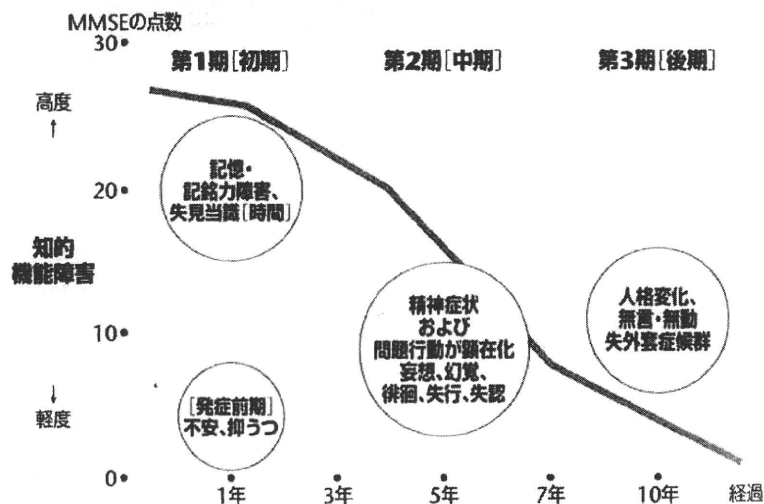 MMSEの点数
30
第1期[初期]
第2期[中期]
第3期[後期]
高度
↑
記憶・
記銘力障害、
失見当識[時間]
20
知的
機能障害
精神症状
および
問題行動が顕在化
妄想、幻覚、
徘徊、失行、失認
人格変化、
無言・無動
失外套症候群
10
↓
軽度
[発症前期]
不安、抑うつ
0
1年
3年
5年
7年
10年
経過